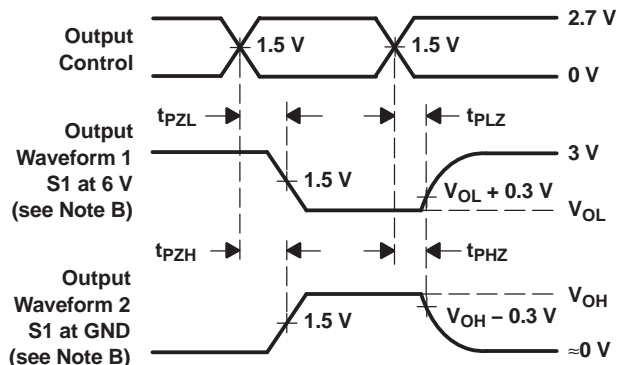 Output
Control
1.5 V
1.5 V
2.7 V
0 V
tPZL
tPLZ
Output
Waveform 1
S1 at 6 V
(see Note B)
1.5 V
3 V
VOL + 0.3 V
VOL
tPZH
tPHZ
Output
Waveform 2
S1 at GND
(see Note B)
1.5 V
VOH
VOH – 0.3 V
≈0 V